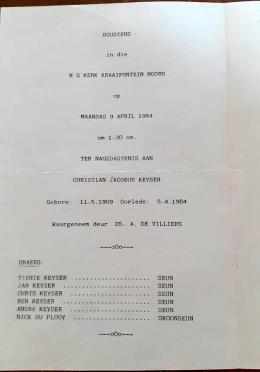 ROUDIENS
in die
N G KERK KRAAIFONTEIN NOORD
op
MAANDAG 9 APRIL 1984
om 1.30 nm.
TER NAGEDAGTENIS AAN
CHRISTIAN JACOBUS KEYSER
Gebore: 11.5.1909 Oorlede: 5.4.1984
Waargeneem deur DS. A. DE VILLIERS
---oOo---
DRAERS:
TIENIE KEYSER .................... SEUN
JAN KEYSER .................... SEUN
CHRIS KEYSER .................... SEUN
BEN KEYSER .................... SEUN
ANDRé KEYSER .................... SEUN
NICK DU PLOOY .................... SKOONSEUN
---oOo---